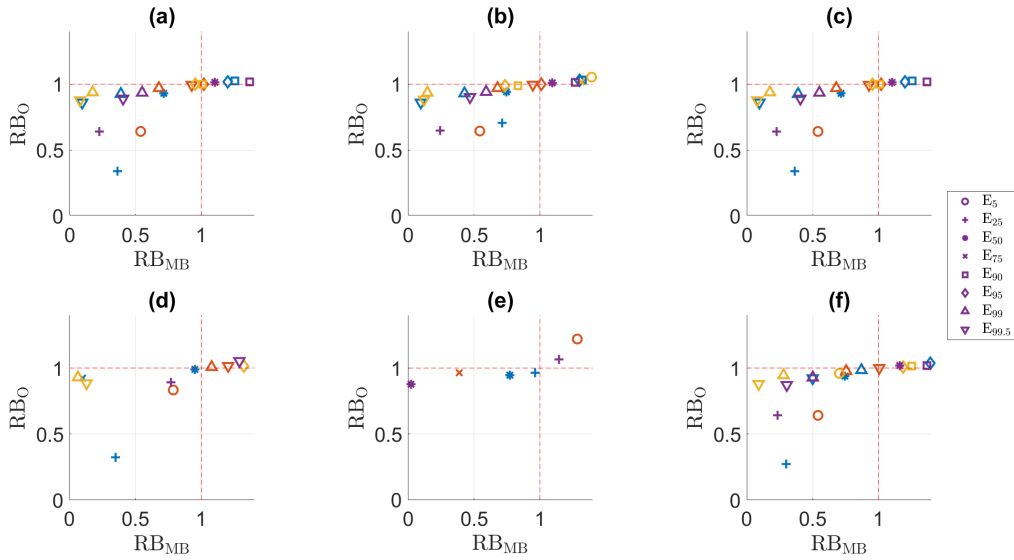 (a) (b) (c)
1 1 1
RB_O RB_O RB_O
0.5 0.5 0.5
0 0 0
0 0.5 1 0 0.5 1 0 0.5 1
RB_MB RB_MB RB_MB
E_5
E_25
E_50
E_75
E_90
E_95
E_99
E_99.5
(d) (e) (f)
1 1 1
RB_O RB_O RB_O
0.5 0.5 0.5
0 0 0
0 0.5 1 0 0.5 1 0 0.5 1
RB_MB RB_MB RB_MB